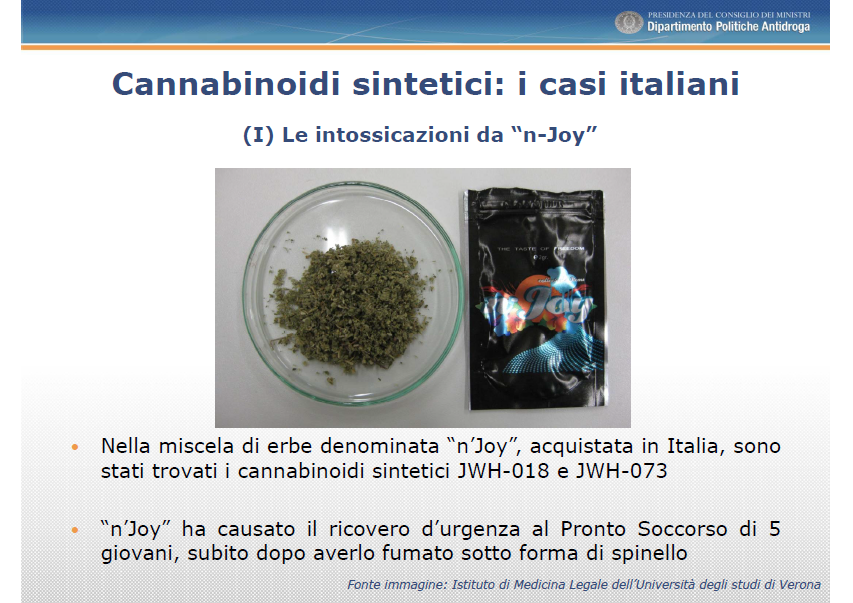 PRESIDENZA DEL CONSIGLIO DEI MINISTRI
Dipartimento Politiche Antidroga
Cannabinoidi sintetici: i casi italiani
(I) Le intossicazioni da “n-Joy”
THE TASTE OF FREEDOM
n'Joy
• Nella miscela di erbe denominata “n’Joy”, acquistata in Italia, sono
stati trovati i cannabinoidi sintetici JWH-018 e JWH-073
• “n’Joy” ha causato il ricovero d’urgenza al Pronto Soccorso di 5
giovani, subito dopo averlo fumato sotto forma di spinello
Fonte immagine: Istituto di Medicina Legale dell’Università degli studi di Verona